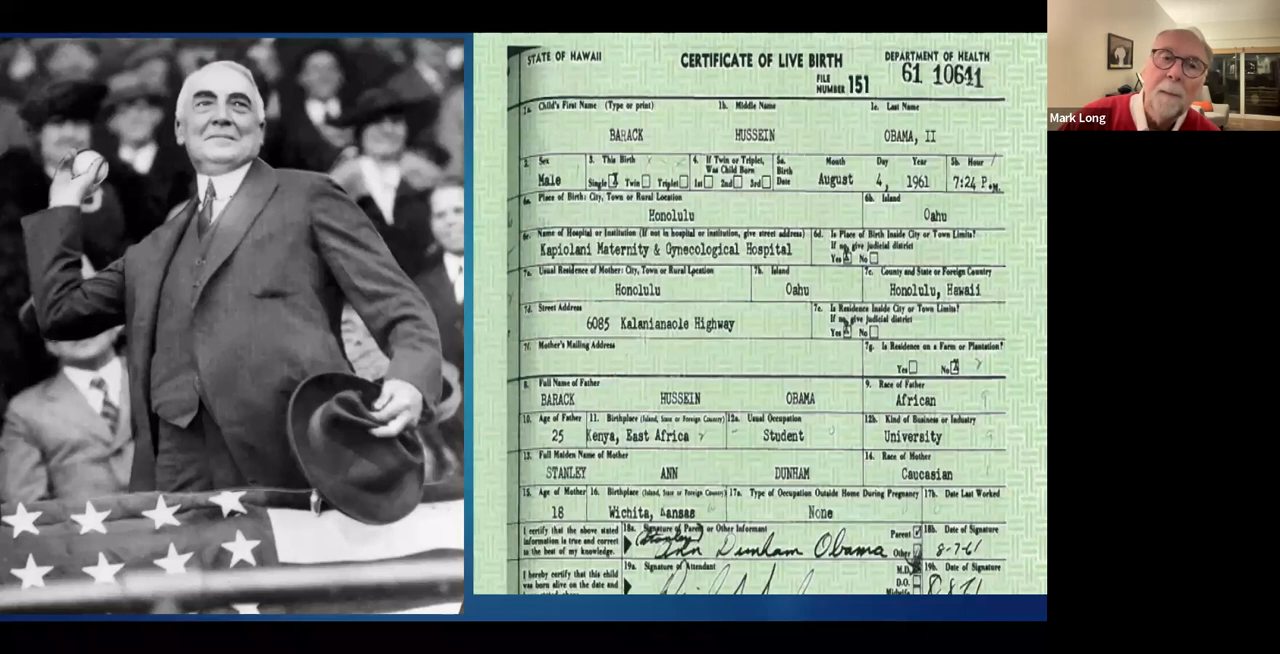 STATE OF HAWAII CERTIFICATE OF LIVE BIRTH DEPARTMENT OF HEALTH
FILE NUMBER 151 61 10641
1a. Child's First Name (Type or print) 1b. Middle Name 1c. Last Name
BARACK HUSSEIN OBAMA, II
2. Sex 3. This Birth 4. If Twin or Triplet, Was Child Born 5a. Birth Date Month Day Year 5b. Hour
Male Single Twin Triplet 1st 2nd 3rd August 4, 1961 7:24 P.M.
6a. Place of Birth: City, Town or Rural Location 6b. Island
Honolulu Oahu
6c. Name of Hospital or Institution (If not in hospital or institution, give street address) 6d. Is Place of Birth Inside City or Town Limits?
If no, give judicial district
Kapiolani Maternity & Gynecological Hospital Yes No
7a. Usual Residence of Mother: City, Town or Rural Location 7b. Island 7c. County and State or Foreign Country
Honolulu Oahu Honolulu, Hawaii
7d. Street Address 7e. Is Residence Inside City or Town Limits?
If no, give judicial district
6085 Kalanianaole Highway Yes No
7f. Mother's Mailing Address 7g. Is Residence on a Farm or Plantation?
Yes No
8. Full Name of Father 9. Race of Father
BARACK HUSSEIN OBAMA African
10. Age of Father 11. Birthplace (Island, State or Foreign Country) 12a. Usual Occupation 12b. Kind of Business or Industry
25 Kenya, East Africa Student University
13. Full Maiden Name of Mother 14. Race of Mother
STANLEY ANN DUNHAM Caucasian
15. Age of Mother 16. Birthplace (Island, State or Foreign Country) 17a. Type of Occupation Outside Home During Pregnancy 17b. Date Last Worked
18 Wichita, Kansas None
I certify that the above stated information is true and correct to the best of my knowledge.
18a. Signature of Parent or Other Informant Parent Other 18b. Date of Signature
(Stanley) Ann Dunham Obama 8-7-61
I hereby certify that this child was born alive on the date and
19a. Signature of Attendant M.D. D.O. Midwife 19b. Date of Signature
Mark Long